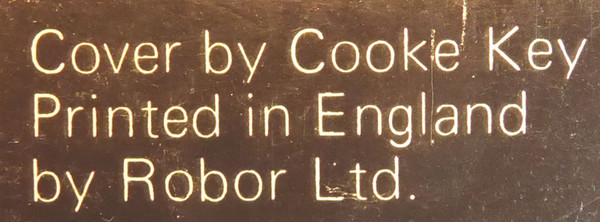 Cover by Cooke Key
Printed in England
by Robor Ltd.